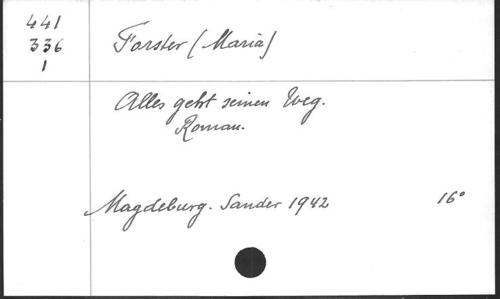 441
336
1
Forster (Maria)
Alles geht seinen Weg.
Roman.
Magdeburg. Sander 1942 16°